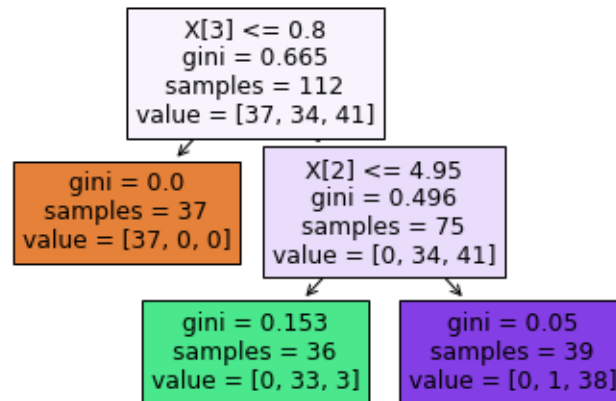 X[3] <= 0.8
gini = 0.665
samples = 112
value = [37, 34, 41]
gini = 0.0
samples = 37
value = [37, 0, 0]
X[2] <= 4.95
gini = 0.496
samples = 75
value = [0, 34, 41]
gini = 0.153
samples = 36
value = [0, 33, 3]
gini = 0.05
samples = 39
value = [0, 1, 38]